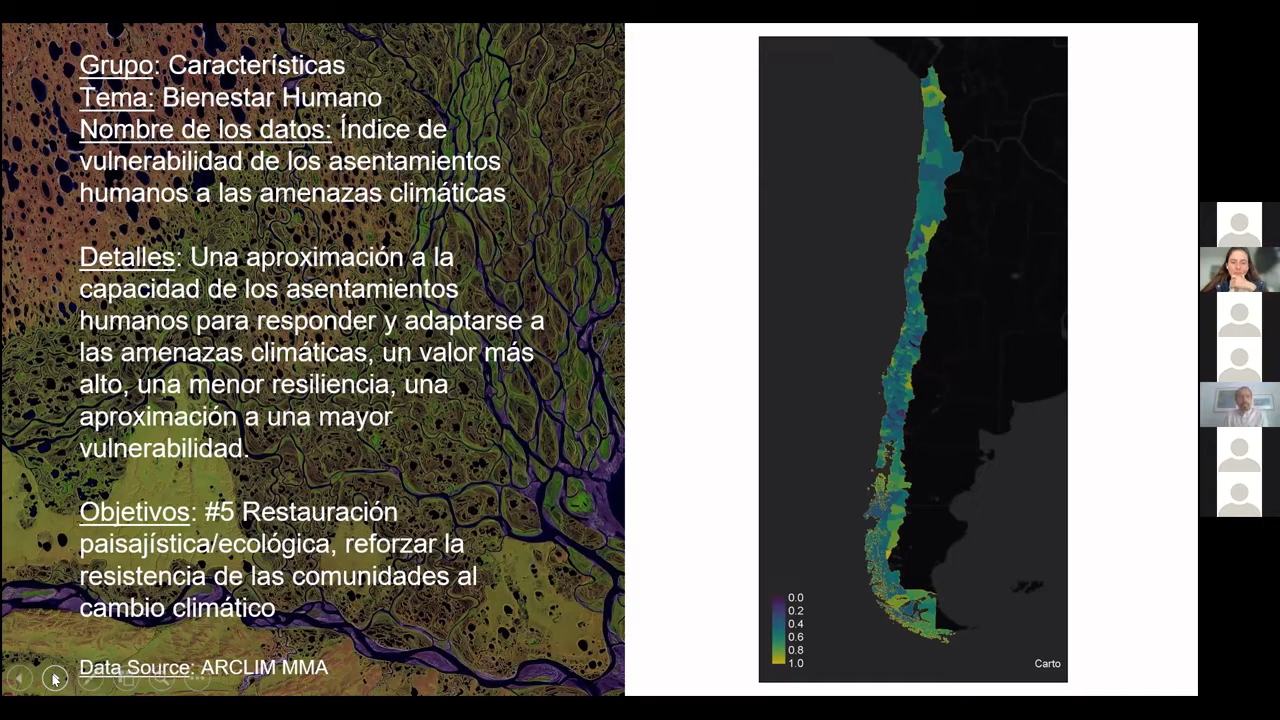 Grupo: Características
Tema: Bienestar Humano
Nombre de los datos: Índice de
vulnerabilidad de los asentamientos
humanos a las amenazas climáticas
Detalles: Una aproximación a la
capacidad de los asentamientos
humanos para responder y adaptarse a
las amenazas climáticas, un valor más
alto, una menor resiliencia, una
aproximación a una mayor
vulnerabilidad.
Objetivos: #5 Restauración
paisajística/ecológica, reforzar la
resistencia de las comunidades al
cambio climático
Data Source: ARCLIM MMA
0.0
0.2
0.4
0.6
0.8
1.0
Carto